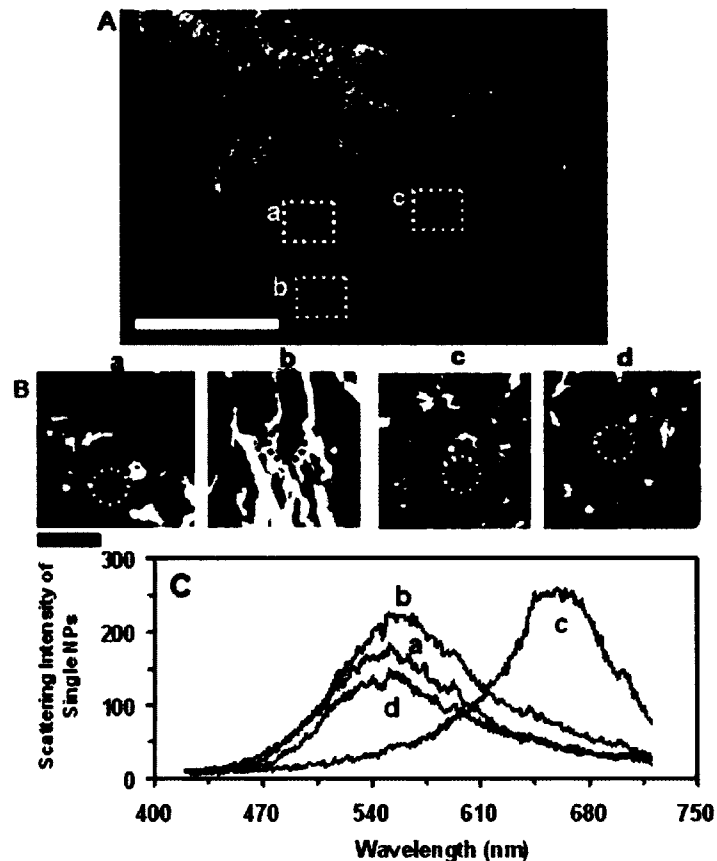 A
a
c
b
a b c d
B
300
200
100
0
Scattering Intensity of
Single NPs
C
b
a
c
d
400 470 540 610 680 750
Wavelength (nm)